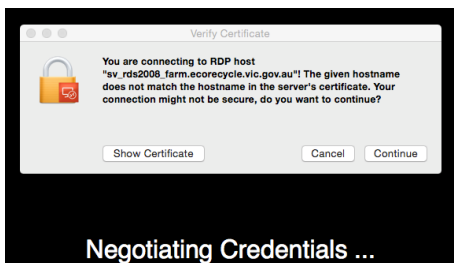 Verify Certificate
You are connecting to RDP host
"sv_rds2008_farm.ecorecycle.vic.gov.au"! The given hostname
does not match the hostname in the server's certificate. Your
connection might not be secure, do you want to continue?
Show Certificate Cancel Continue
Negotiating Credentials ...